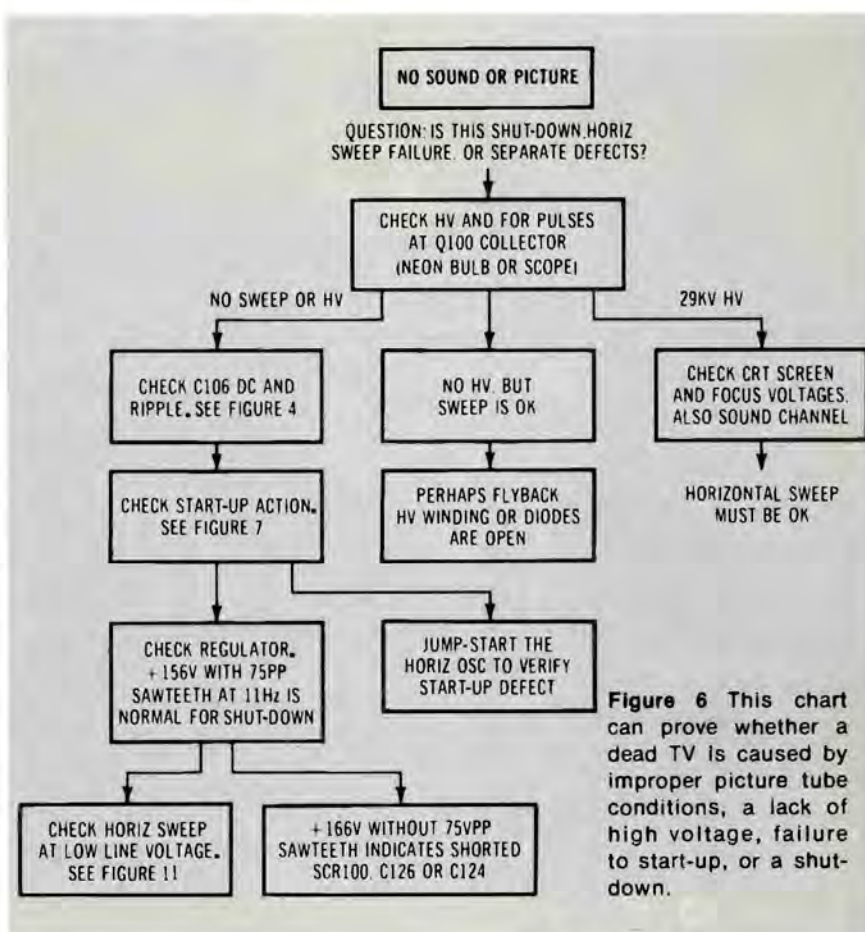 NO SOUND OR PICTURE
QUESTION: IS THIS SHUT-DOWN, HORIZ
SWEEP FAILURE, OR SEPARATE DEFECTS?
CHECK HV AND FOR PULSES
AT Q100 COLLECTOR
(NEON BULB OR SCOPE)
NO SWEEP OR HV
29KV HV
CHECK C106 DC AND
RIPPLE. SEE FIGURE 4
NO HV, BUT
SWEEP IS OK
CHECK CRT SCREEN
AND FOCUS VOLTAGES.
ALSO SOUND CHANNEL
CHECK START-UP ACTION.
SEE FIGURE 7
PERHAPS FLYBACK
HV WINDING OR DIODES
ARE OPEN
HORIZONTAL SWEEP
MUST BE OK
CHECK REGULATOR.
+156V WITH 75PP
SAWTEETH AT 11Hz IS
NORMAL FOR SHUT-DOWN
JUMP-START THE
HORIZ OSC TO VERIFY
START-UP DEFECT
CHECK HORIZ SWEEP
AT LOW LINE VOLTAGE.
SEE FIGURE 11
+166V WITHOUT 75VPP
SAWTEETH INDICATES SHORTED
SCR100, C126 OR C124
Figure 6 This chart
can prove whether a
dead TV is caused by
improper picture tube
conditions, a lack of
high voltage, failure
to start-up, or a shut-
down.